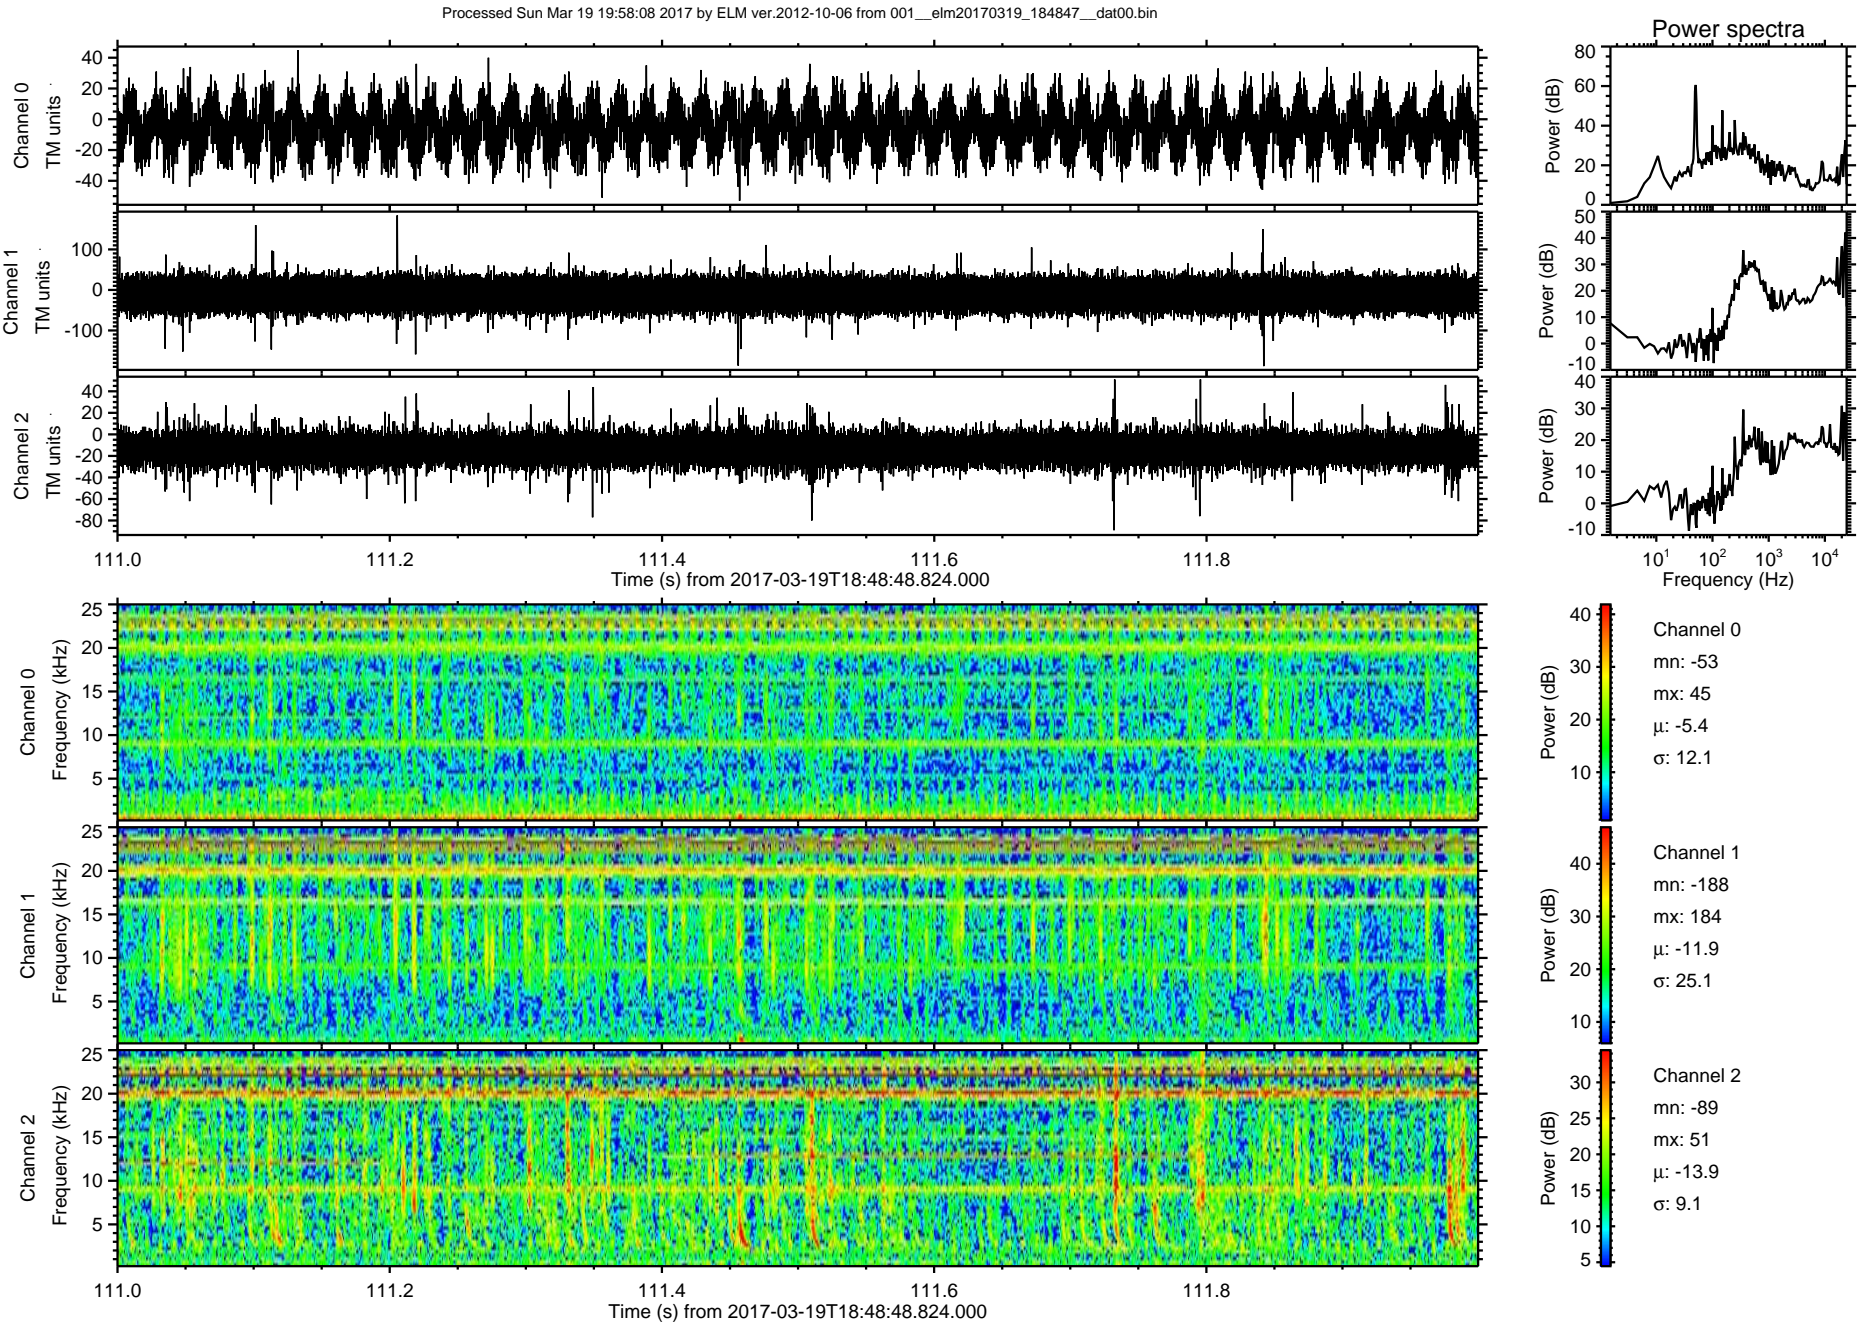 Processed Sun Mar 19 19:58:08 2017 by ELM ver.2012-10-06 from 001__elm20170319_184847__dat00.bin
Power spectra
Channel 0
TM units
40
20
0
-20
-40
Power (dB)
80
60
40
20
0
Channel 1
TM units
100
0
-100
Power (dB)
50
40
30
20
10
0
-10
Channel 2
TM units
40
20
0
-20
-40
-60
-80
Power (dB)
40
30
20
10
0
-10
111.0 111.2 111.4 111.6 111.8
Time (s) from 2017-03-19T18:48:48.824.000
10^1 10^2 10^3 10^4
Frequency (Hz)
Channel 0
Frequency (kHz)
25
20
15
10
5
Power (dB)
40
30
20
10
Channel 0
mn: -53
mx: 45
μ: -5.4
σ: 12.1
Channel 1
Frequency (kHz)
25
20
15
10
5
Power (dB)
40
30
20
10
Channel 1
mn: -188
mx: 184
μ: -11.9
σ: 25.1
Channel 2
Frequency (kHz)
25
20
15
10
5
Power (dB)
30
25
20
15
10
5
Channel 2
mn: -89
mx: 51
μ: -13.9
σ: 9.1
111.0 111.2 111.4 111.6 111.8
Time (s) from 2017-03-19T18:48:48.824.000